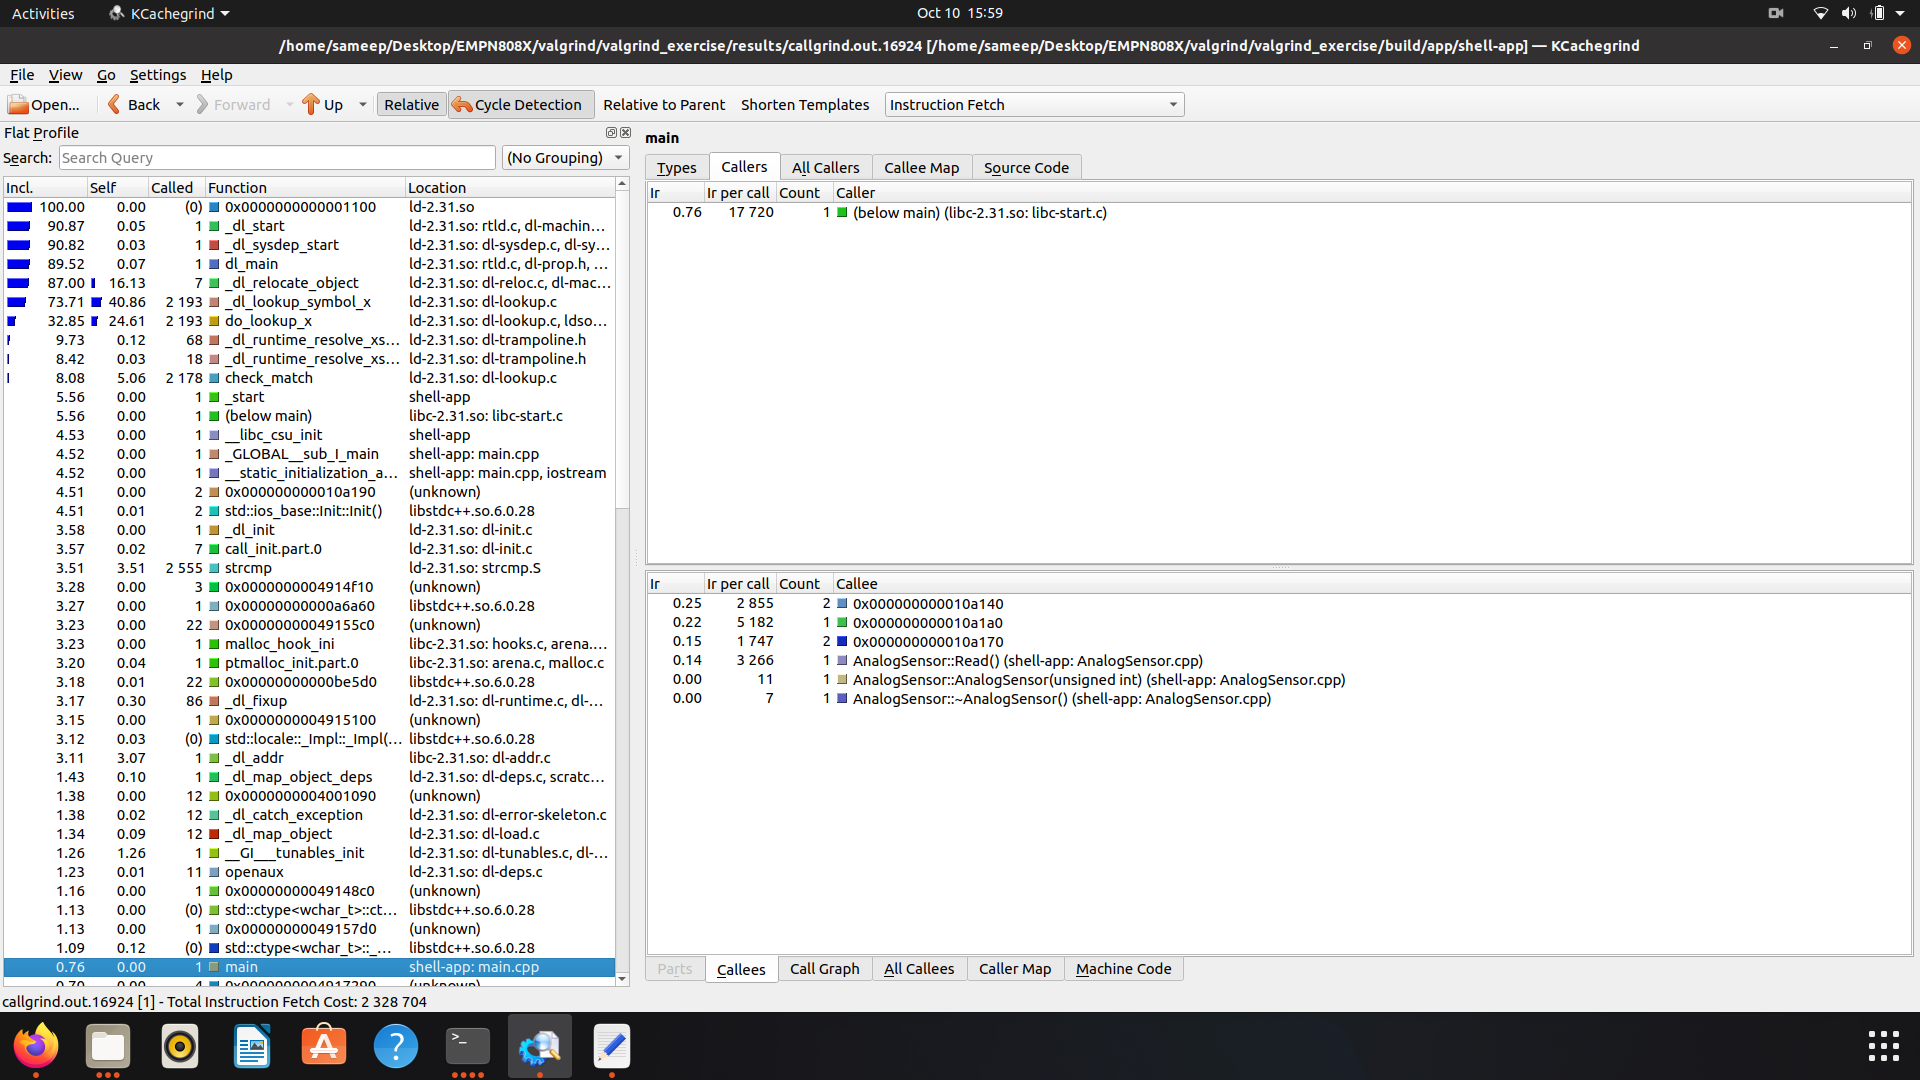 Activities KCachegrind Oct 10 15:59
/home/sameep/Desktop/EMPN808X/valgrind/valgrind_exercise/results/callgrind.out.16924 [/home/sameep/Desktop/EMPN808X/valgrind/valgrind_exercise/build/app/shell-app] — KCachegrind
File View Go Settings Help
Open... Back Forward Up Relative Cycle Detection Relative to Parent Shorten Templates Instruction Fetch
Flat Profile
Search: Search Query (No Grouping)
Incl. Self Called Function Location
100.00 0.00 (0) 0x0000000000001100 ld-2.31.so
90.87 0.05 1 _dl_start ld-2.31.so: rtld.c, dl-machin...
90.82 0.03 1 _dl_sysdep_start ld-2.31.so: dl-sysdep.c, dl-sy...
89.52 0.07 1 dl_main ld-2.31.so: rtld.c, dl-prop.h, ...
87.00 16.13 7 _dl_relocate_object ld-2.31.so: dl-reloc.c, dl-mac...
73.71 40.86 2 193 _dl_lookup_symbol_x ld-2.31.so: dl-lookup.c
32.85 24.61 2 193 do_lookup_x ld-2.31.so: dl-lookup.c, ldso...
9.73 0.12 68 _dl_runtime_resolve_xs... ld-2.31.so: dl-trampoline.h
8.42 0.03 18 _dl_runtime_resolve_xs... ld-2.31.so: dl-trampoline.h
8.08 5.06 2 178 check_match ld-2.31.so: dl-lookup.c
5.56 0.00 1 _start shell-app
5.56 0.00 1 (below main) libc-2.31.so: libc-start.c
4.53 0.00 1 __libc_csu_init shell-app
4.52 0.00 1 _GLOBAL__sub_I_main shell-app: main.cpp
4.52 0.00 1 __static_initialization_a... shell-app: main.cpp, iostream
4.51 0.00 2 0x000000000010a190 (unknown)
4.51 0.01 2 std::ios_base::Init::Init() libstdc++.so.6.0.28
3.58 0.00 1 _dl_init ld-2.31.so: dl-init.c
3.57 0.02 7 call_init.part.0 ld-2.31.so: dl-init.c
3.51 3.51 2 555 strcmp ld-2.31.so: strcmp.S
3.28 0.00 3 0x0000000004914f10 (unknown)
3.27 0.00 1 0x00000000000a6a60 libstdc++.so.6.0.28
3.23 0.00 22 0x00000000049155c0 (unknown)
3.23 0.00 1 malloc_hook_ini libc-2.31.so: hooks.c, arena....
3.20 0.04 1 ptmalloc_init.part.0 libc-2.31.so: arena.c, malloc.c
3.18 0.01 22 0x00000000000be5d0 libstdc++.so.6.0.28
3.17 0.30 86 _dl_fixup ld-2.31.so: dl-runtime.c, dl-...
3.15 0.00 1 0x0000000004915100 (unknown)
3.12 0.03 (0) std::locale::_Impl::_Impl(... libstdc++.so.6.0.28
3.11 3.07 1 _dl_addr libc-2.31.so: dl-addr.c
1.43 0.10 1 _dl_map_object_deps ld-2.31.so: dl-deps.c, scratc...
1.38 0.00 12 0x0000000004001090 (unknown)
1.38 0.02 12 _dl_catch_exception ld-2.31.so: dl-error-skeleton.c
1.34 0.09 12 _dl_map_object ld-2.31.so: dl-load.c
1.26 1.26 1 __GI___tunables_init ld-2.31.so: dl-tunables.c, dl-...
1.23 0.01 11 openaux ld-2.31.so: dl-deps.c
1.16 0.00 1 0x00000000049148c0 (unknown)
1.13 0.00 (0) std::ctype<wchar_t>::ct... libstdc++.so.6.0.28
1.13 0.00 1 0x00000000049157d0 (unknown)
1.09 0.12 (0) std::ctype<wchar_t>::_... libstdc++.so.6.0.28
0.76 0.00 1 main shell-app: main.cpp
0.70 0.00 4 0x0000000004917290 (unknown)
main
Types Callers All Callers Callee Map Source Code
Ir Ir per call Count Caller
0.76 17 720 1 (below main) (libc-2.31.so: libc-start.c)
Ir Ir per call Count Callee
0.25 2 855 2 0x000000000010a140
0.22 5 182 1 0x000000000010a1a0
0.15 1 747 2 0x000000000010a170
0.14 3 266 1 AnalogSensor::Read() (shell-app: AnalogSensor.cpp)
0.00 11 1 AnalogSensor::AnalogSensor(unsigned int) (shell-app: AnalogSensor.cpp)
0.00 7 1 AnalogSensor::~AnalogSensor() (shell-app: AnalogSensor.cpp)
Parts Callees Call Graph All Callees Caller Map Machine Code
callgrind.out.16924 [1] - Total Instruction Fetch Cost: 2 328 704